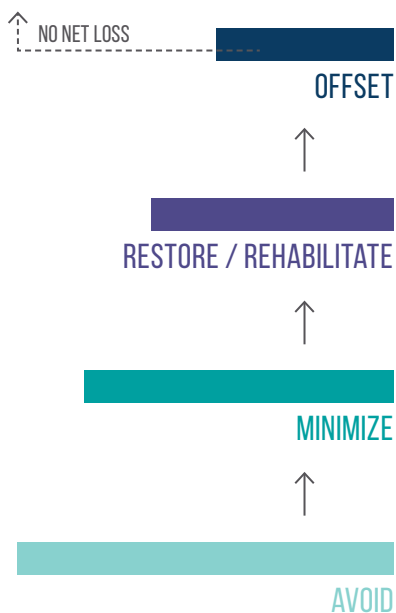 NO NET LOSS
OFFSET
RESTORE / REHABILITATE
MINIMIZE
AVOID